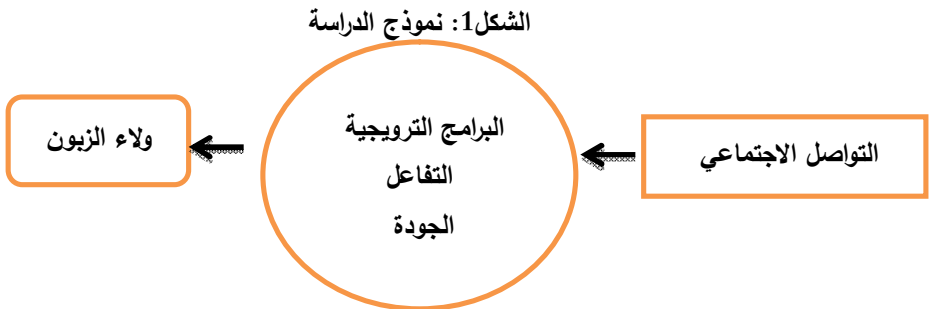 الشكل1: نموذج الدراسة
التواصل الاجتماعي
البرامج الترويجية
التفاعل
الجودة
ولاء الزبون